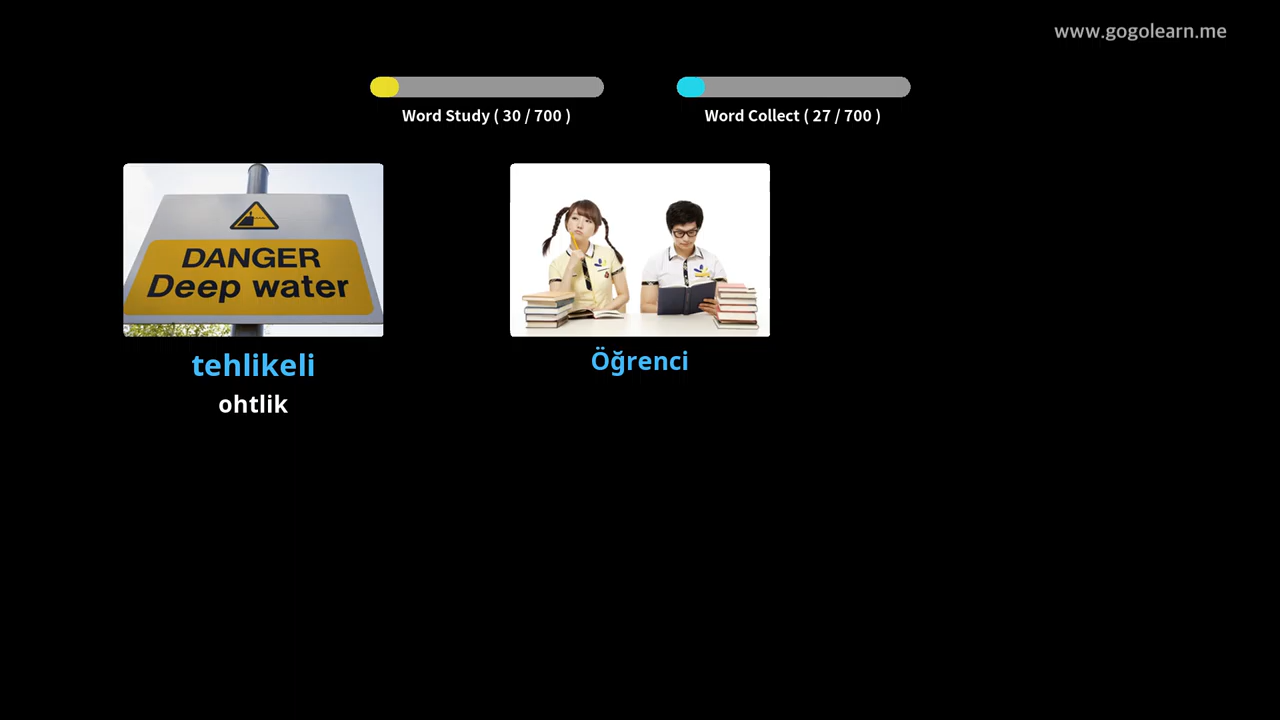 www.gogolearn.me
Word Study ( 30 / 700 )
Word Collect ( 27 / 700 )
DANGER
Deep water
tehlikeli
ohtlik
Öğrenci